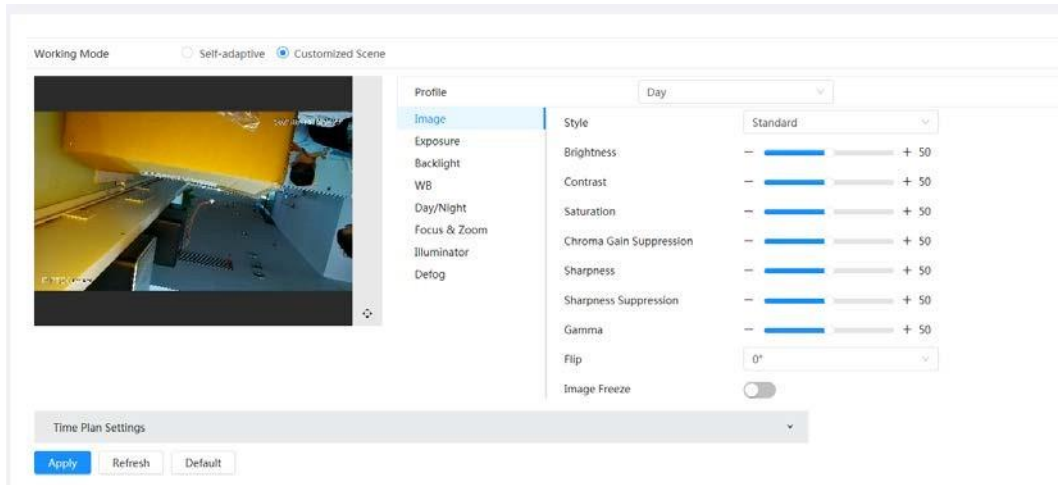 Working Mode Self-adaptive Customized Scene
Profile Day
Image
Exposure
Backlight
WB
Day/Night
Focus & Zoom
Illuminator
Defog
Style Standard
Brightness − + 50
Contrast − + 50
Saturation − + 50
Chroma Gain Suppression − + 50
Sharpness − + 50
Sharpness Suppression − + 50
Gamma − + 50
Flip 0°
Image Freeze
Time Plan Settings
Apply Refresh Default